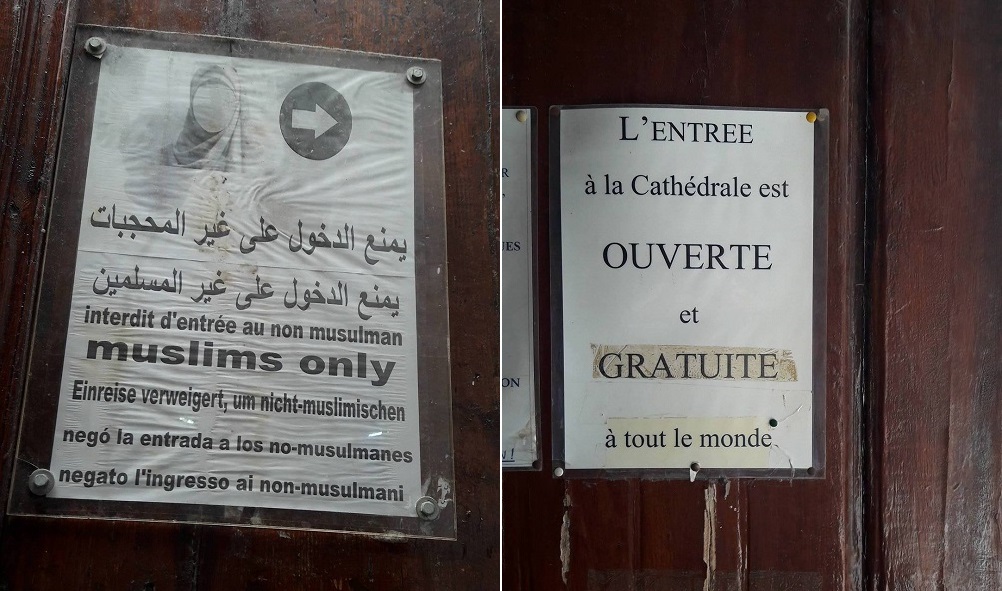 يمنع الدخول على غير المحجبات
يمنع الدخول على غير المسلمين
interdit d'entrée au non musulman
muslims only
Einreise verweigert, um nicht-muslimischen
negó la entrada a los no-musulmanes
negato l'ingresso ai non-musulmani
R
ES
ON
!
L'ENTREE
à la Cathédrale est
OUVERTE
et
GRATUITE
à tout le monde